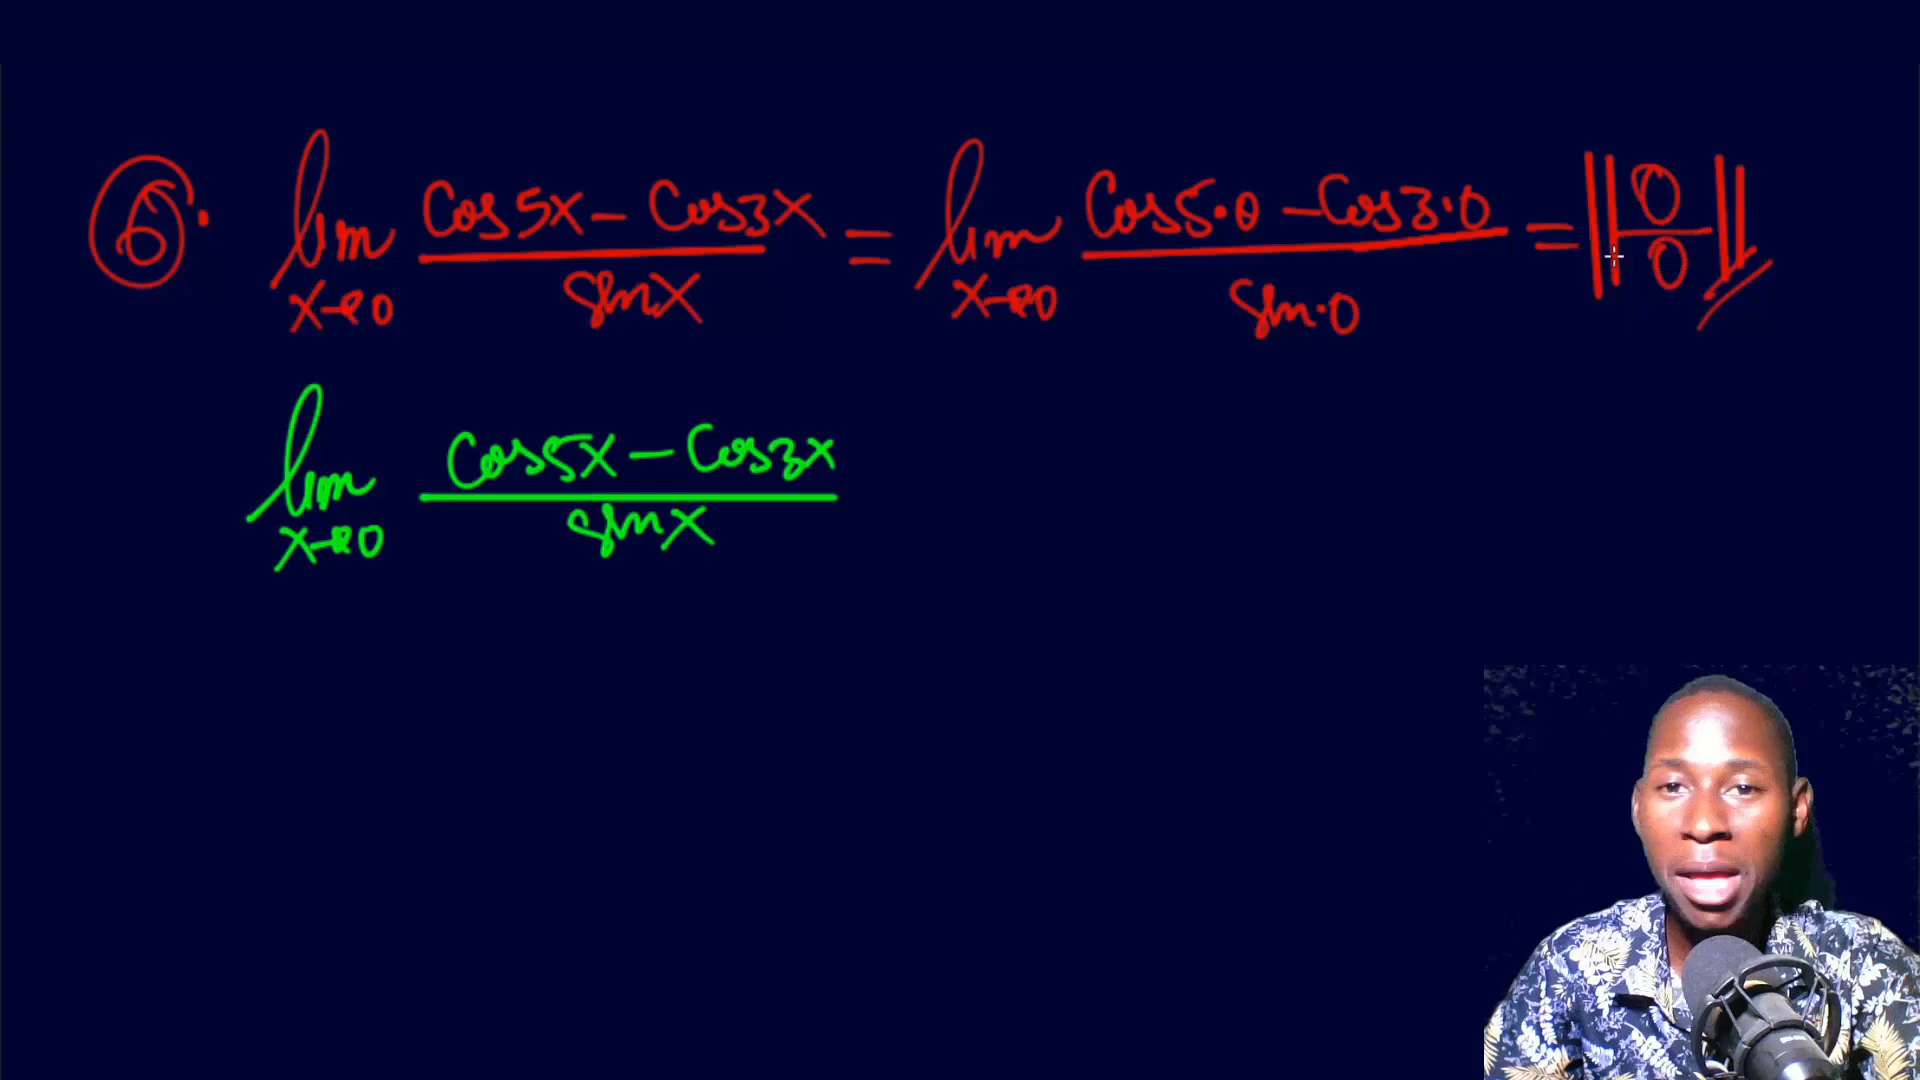 6. lim x→0 (cos5x − cos3x)/(sinx) = lim x→0 (cos5·0 − cos3·0)/(sin·0) = ||0/0||
lim x→0 (cos5x − cos3x)/(sinx)